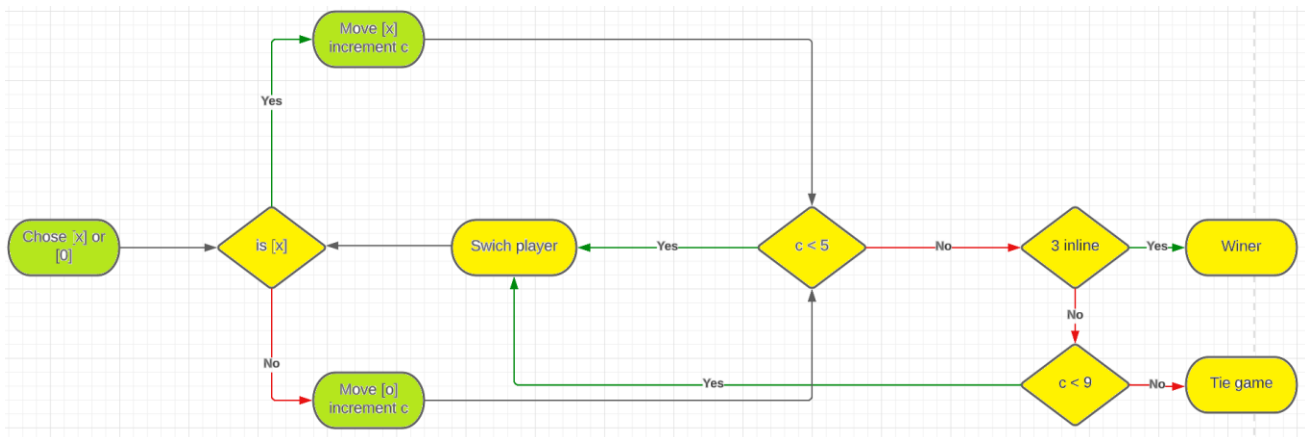 Move [x]
increment c
Yes
Chose [x] or
[0]
is [x]
Swich player
Yes
c < 5
No
3 inline
Yes
Winer
No
No
Move [o]
increment c
Yes
c < 9
No
Tie game